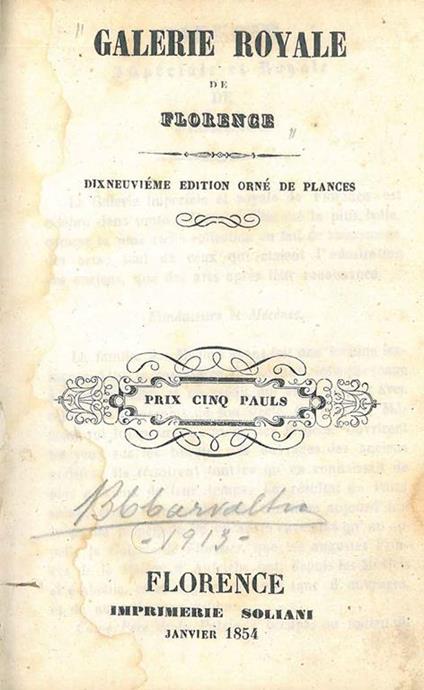 " GALERIE ROYALE
DE
FLORENCE "
DIXNEUVIÉME EDITION ORNÉ DE PLANCES
PRIX CINQ PAULS
-1913-
FLORENCE
IMPRIMERIE SOLIANI
JANVIER 1854